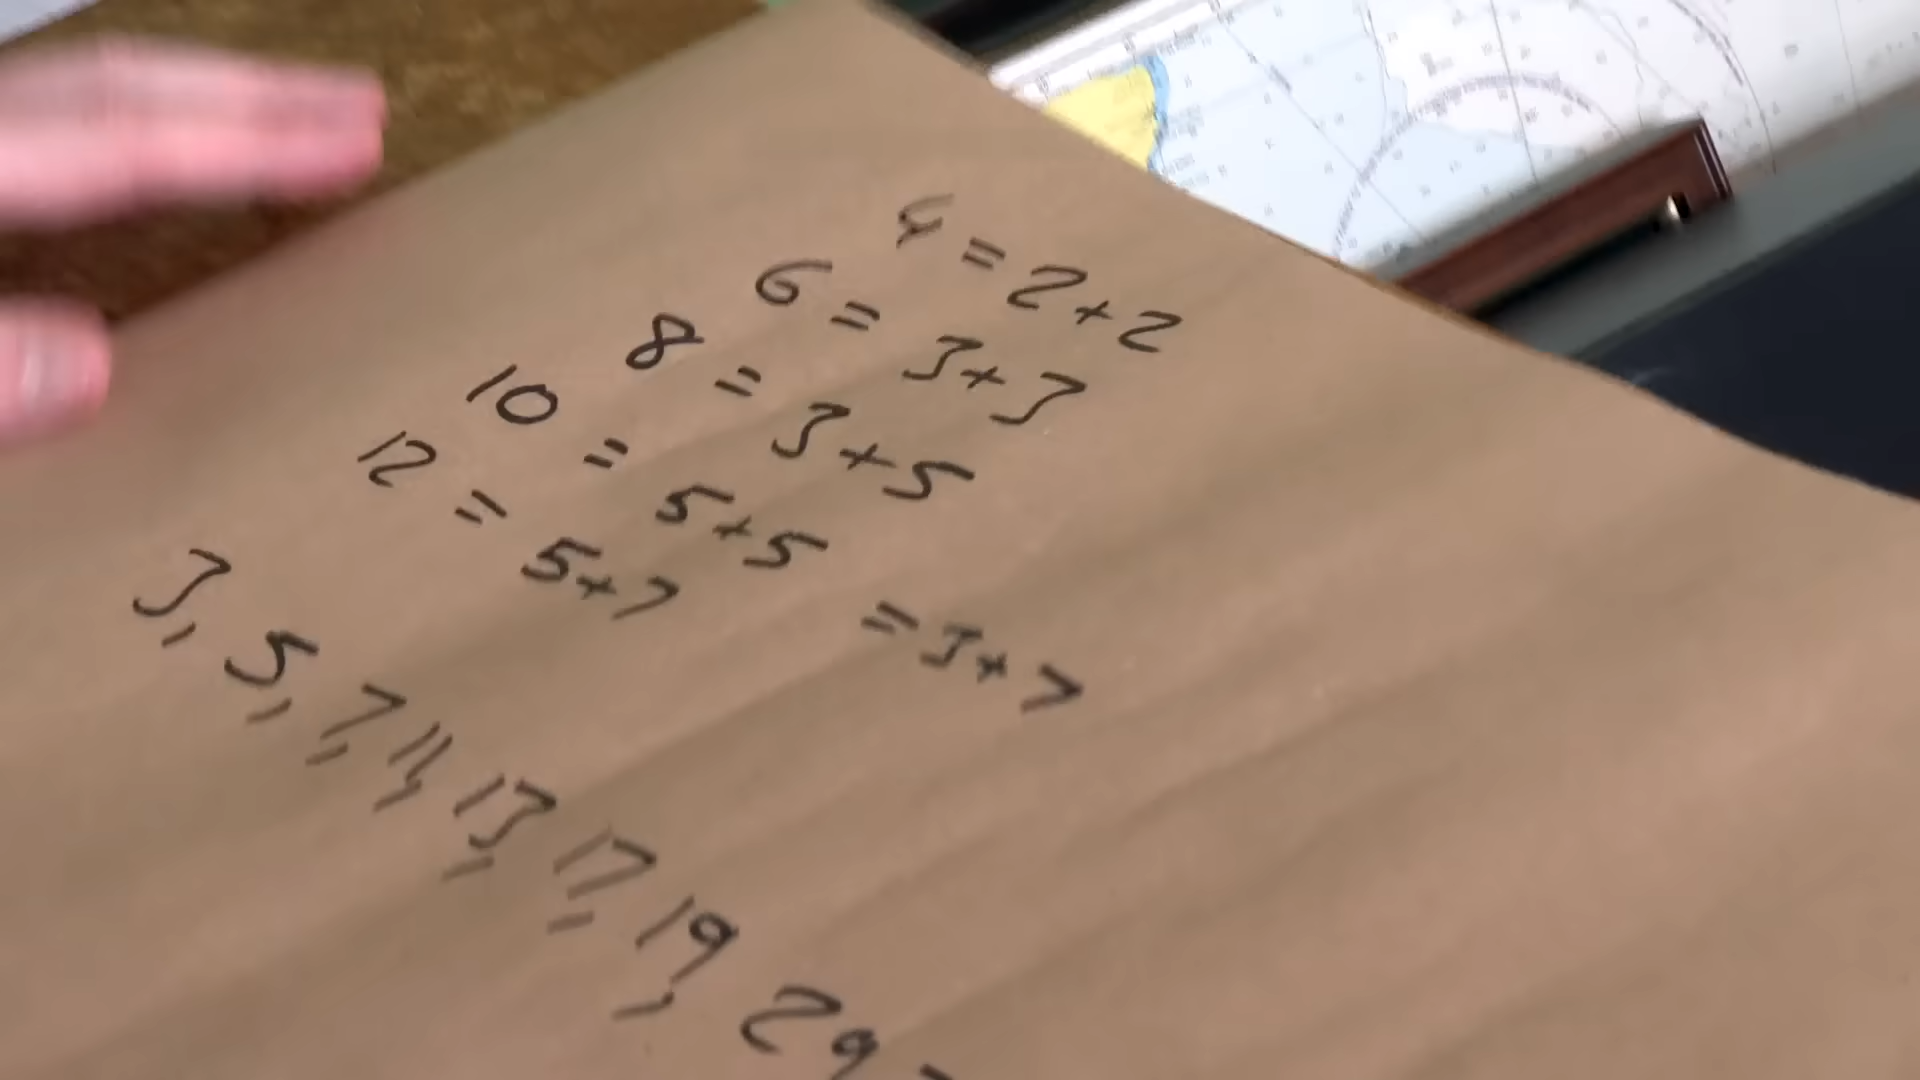 4 = 2+2
6 = 3+3
8 = 3+5
10 = 5+5 = 3+7
12 = 5+7
3, 5, 7, 11, 13, 17, 19, 29